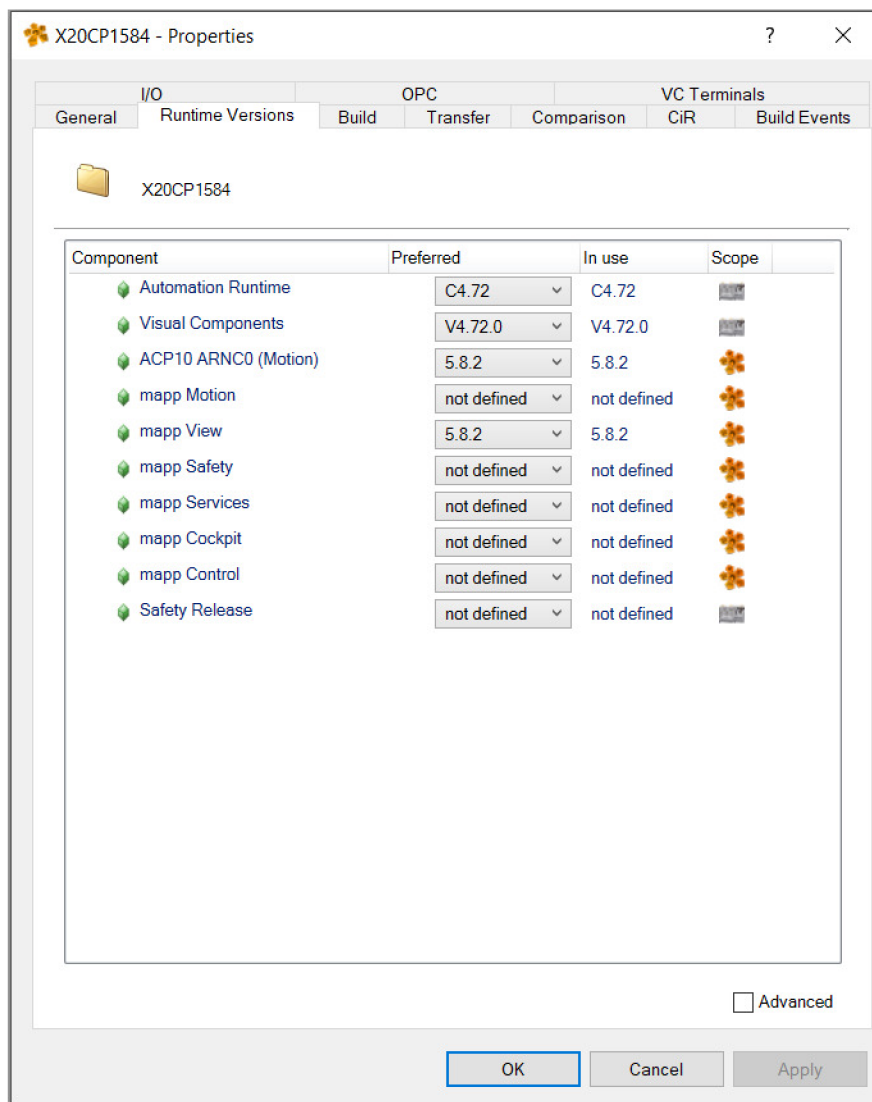 X20CP1584 - Properties ?
I/O OPC VC Terminals
General Runtime Versions Build Transfer Comparison CiR Build Events
X20CP1584
Component Preferred In use Scope
Automation Runtime C4.72 C4.72
Visual Components V4.72.0 V4.72.0
ACP10 ARNC0 (Motion) 5.8.2 5.8.2
mapp Motion not defined not defined
mapp View 5.8.2 5.8.2
mapp Safety not defined not defined
mapp Services not defined not defined
mapp Cockpit not defined not defined
mapp Control not defined not defined
Safety Release not defined not defined
Advanced
OK Cancel Apply